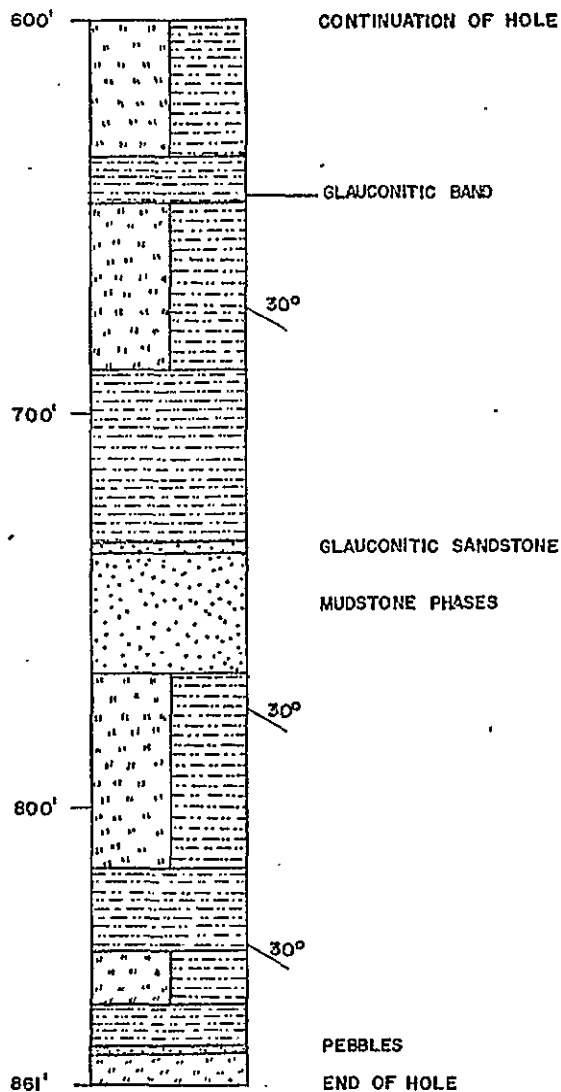 600' CONTINUATION OF HOLE
GLAUCONITIC BAND
30°
700'
GLAUCONITIC SANDSTONE
MUDSTONE PHASES
30°
800'
30°
PEBBLES
861' END OF HOLE